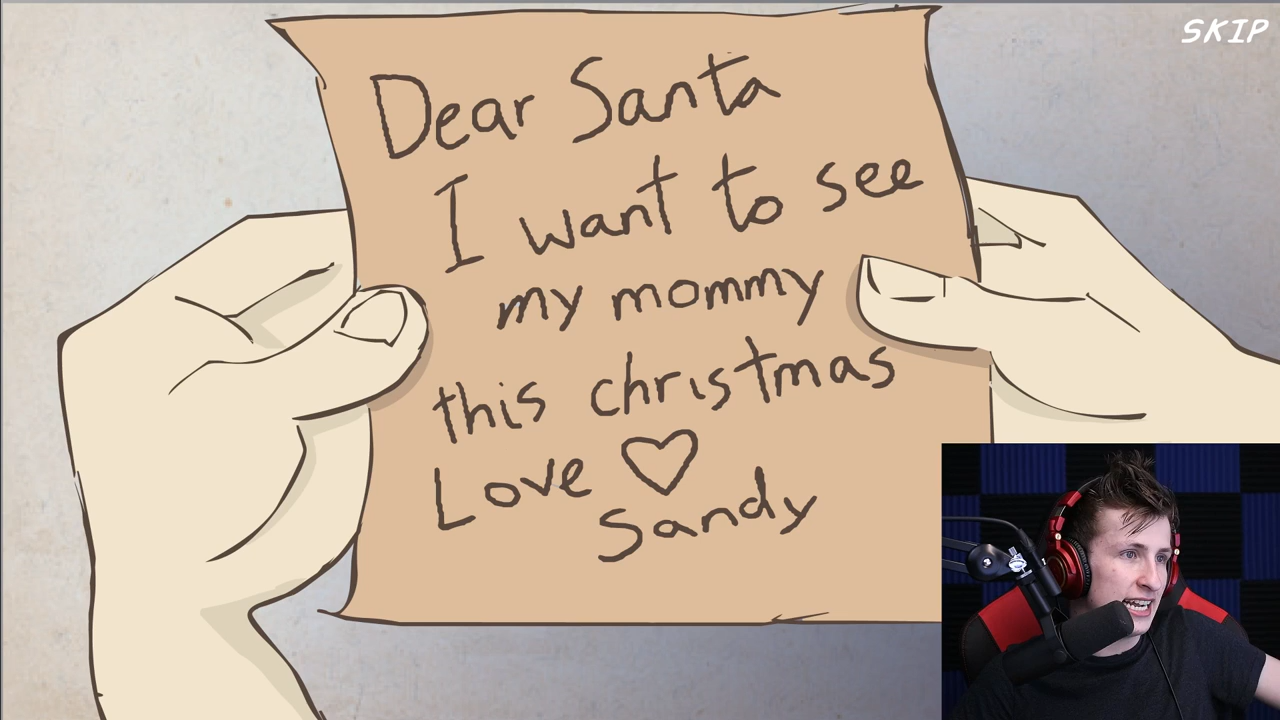 SKIP
Dear Santa
I want to see
my mommy
this christmas
Love ♡
Sandy